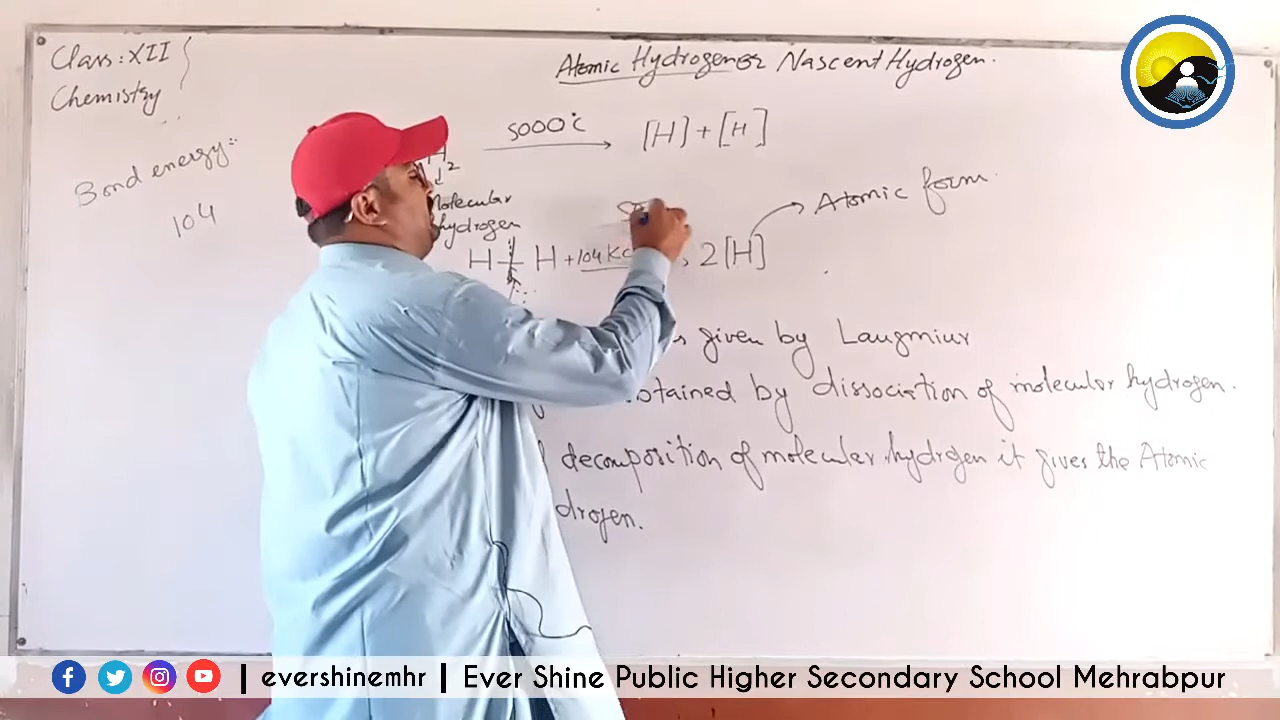 Class: XII
Chemistry
Atomic Hydrogen or Nascent Hydrogen.
Bond energy:-
104
H2
5000°C
[H] + [H]
Molecular
hydrogen
Atomic form.
H H + 104 KC
2 [H]
given by Laugmiur
obtained by dissociation of molecular hydrogen.
decomposition of molecular hydrogen it gives the Atomic
drogen.
| evershinemhr | Ever Shine Public Higher Secondary School Mehrabpur